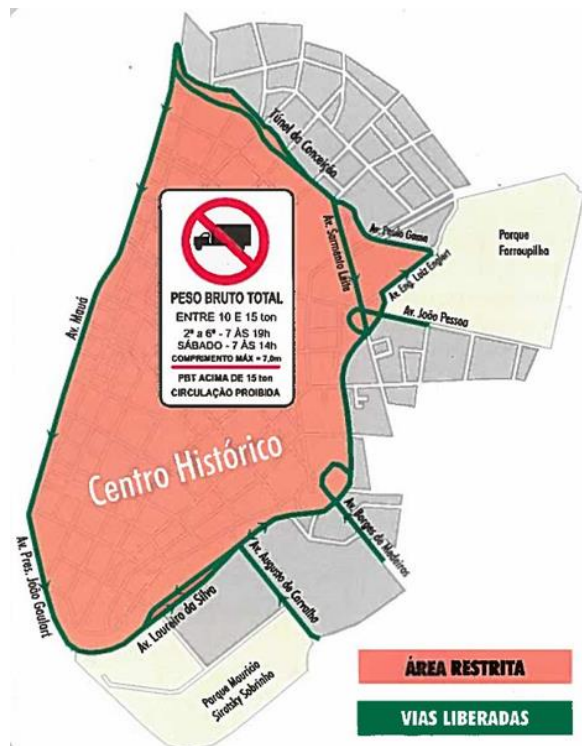 Túnel da Conceição
Av. Paulo Gama
Parque
Farroupilha
Av. Sarmento Leite
Av. Eng. Luiz Englert
Av. João Pessoa
PESO BRUTO TOTAL
ENTRE 10 E 15 ton
2ª a 6ª - 7 ÀS 19h
SÁBADO - 7 ÀS 14h
COMPRIMENTO MÁX = 7,0m
PBT ACIMA DE 15 ton
CIRCULAÇÃO PROIBIDA
Av. Mauá
Centro Histórico
Av. Borges de Medeiros
Av. Pres. João Goulart
Av. Augusto de Carvalho
Av. Loureiro da Silva
Parque Maurício
Sirotsky Sobrinho
ÁREA RESTRITA
VIAS LIBERADAS